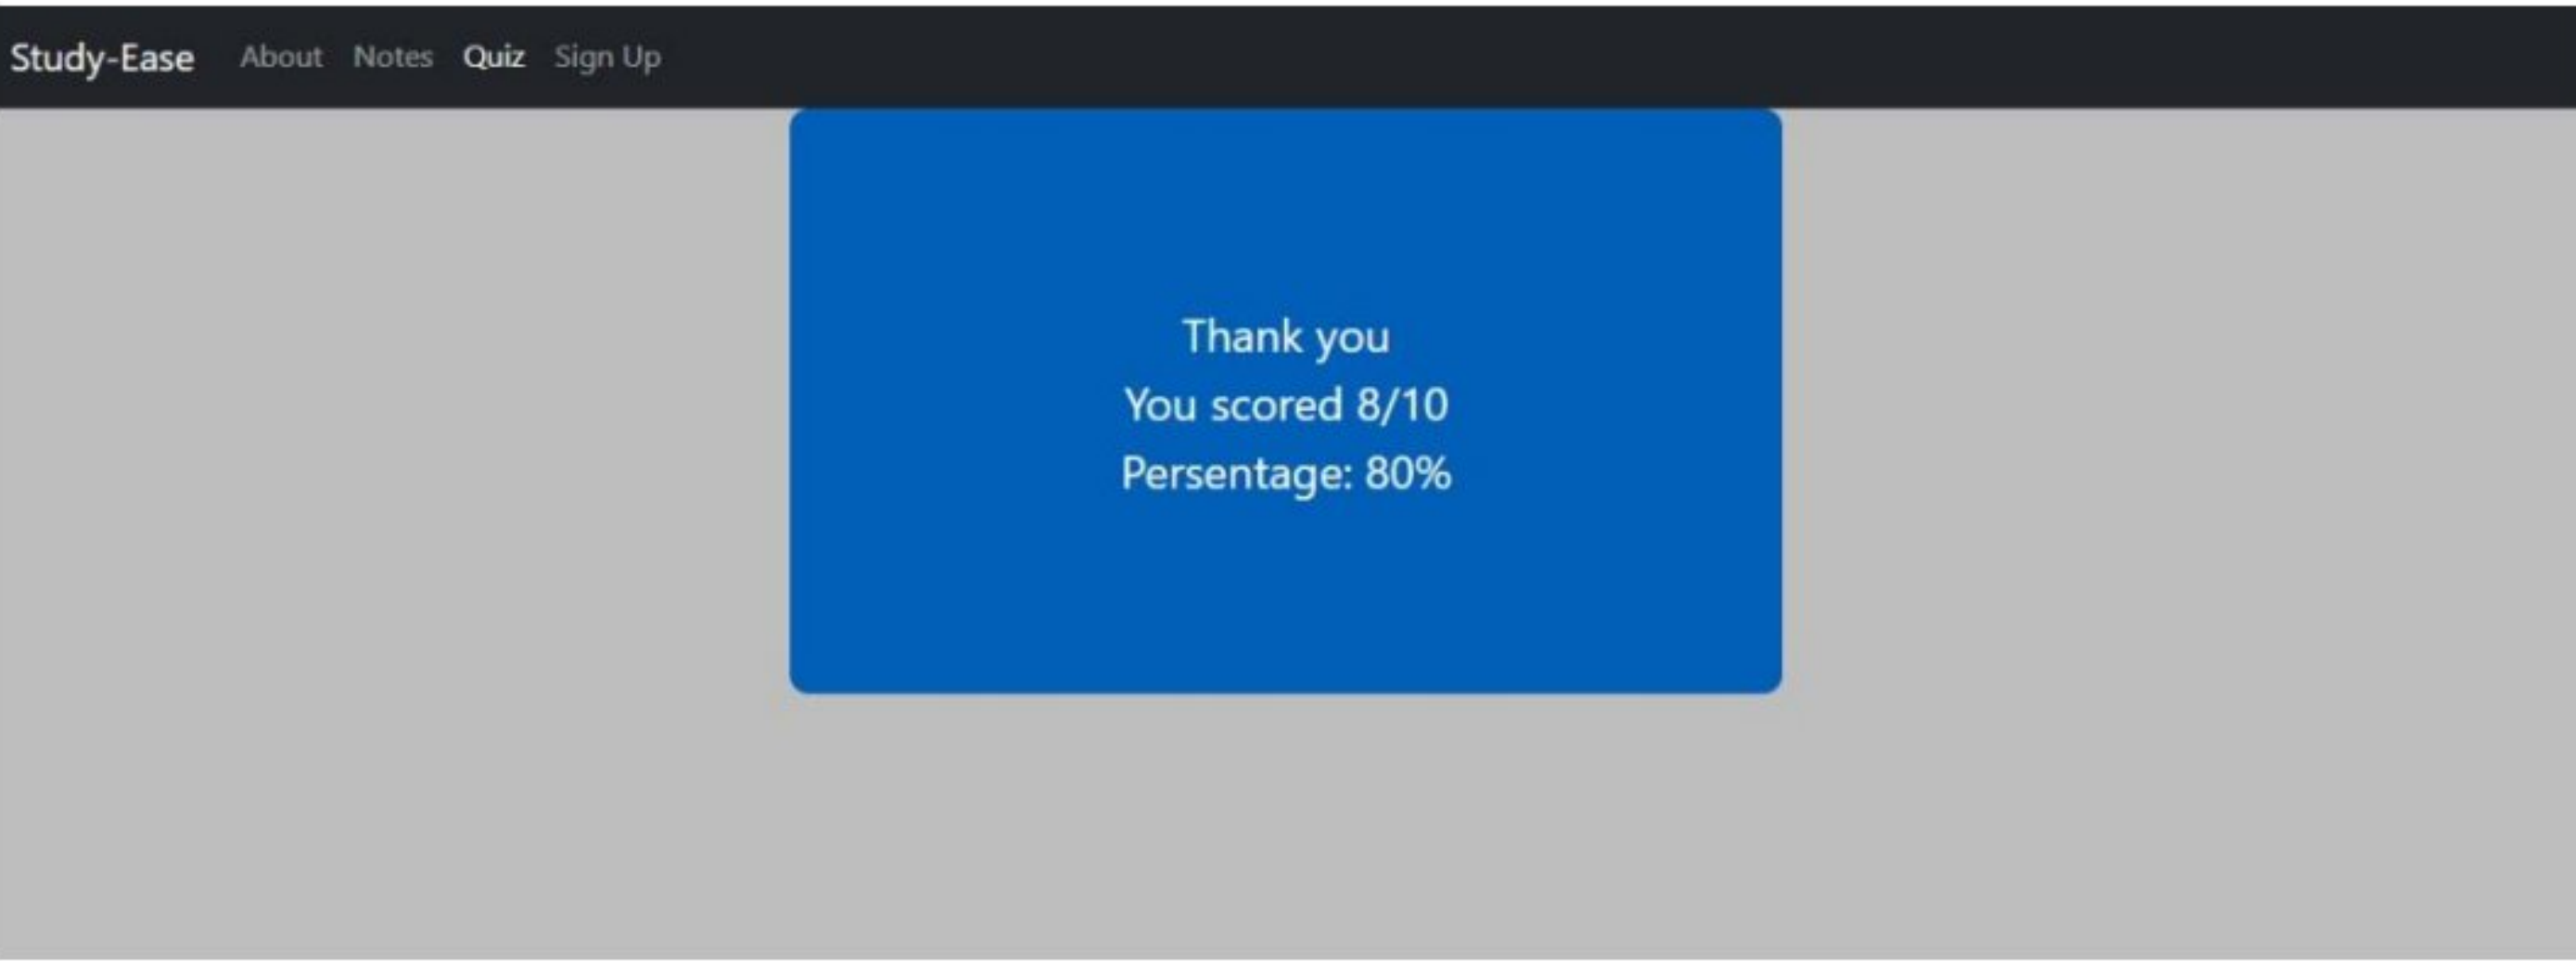 Study-Ease About Notes Quiz Sign Up
Thank you
You scored 8/10
Persentage: 80%